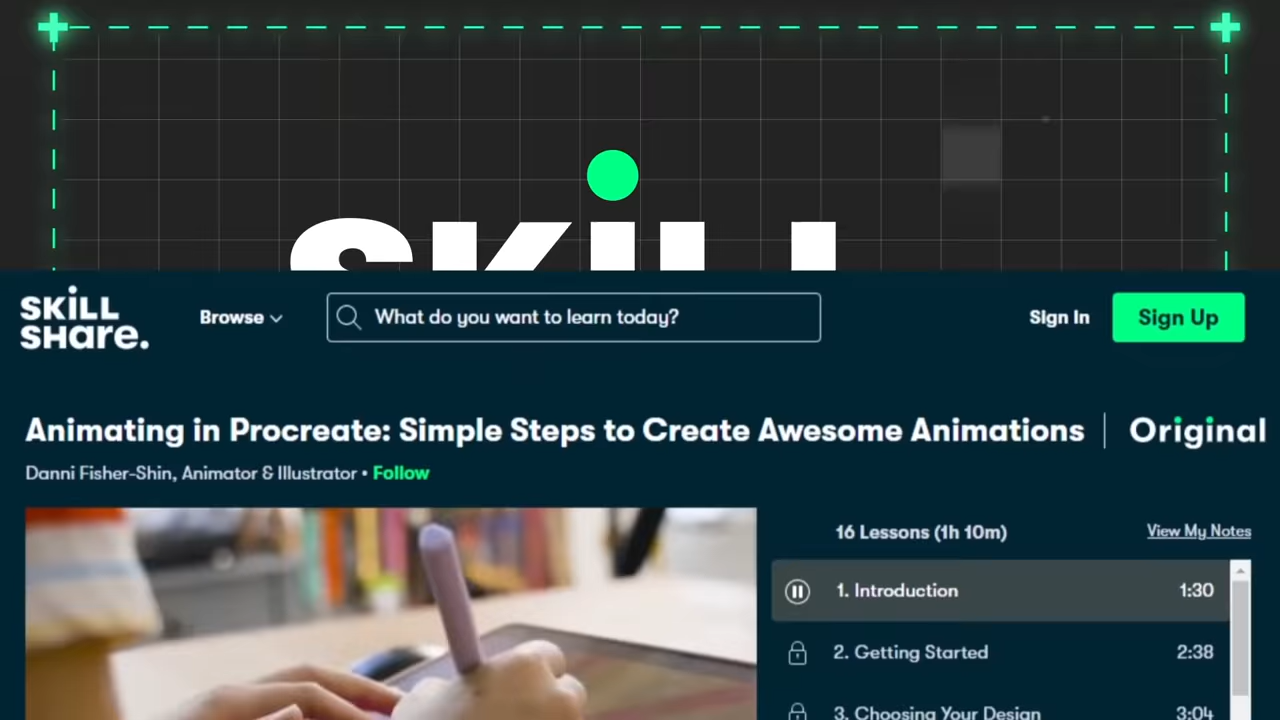 SKiLL
SKiLL
SHare.
Browse
What do you want to learn today?
Sign In
Sign Up
Animating in Procreate: Simple Steps to Create Awesome Animations
Original
Danni Fisher-Shin, Animator & Illustrator • Follow
16 Lessons (1h 10m)
View My Notes
1. Introduction
1:30
2. Getting Started
2:38
3. Choosing Your Design
3:04